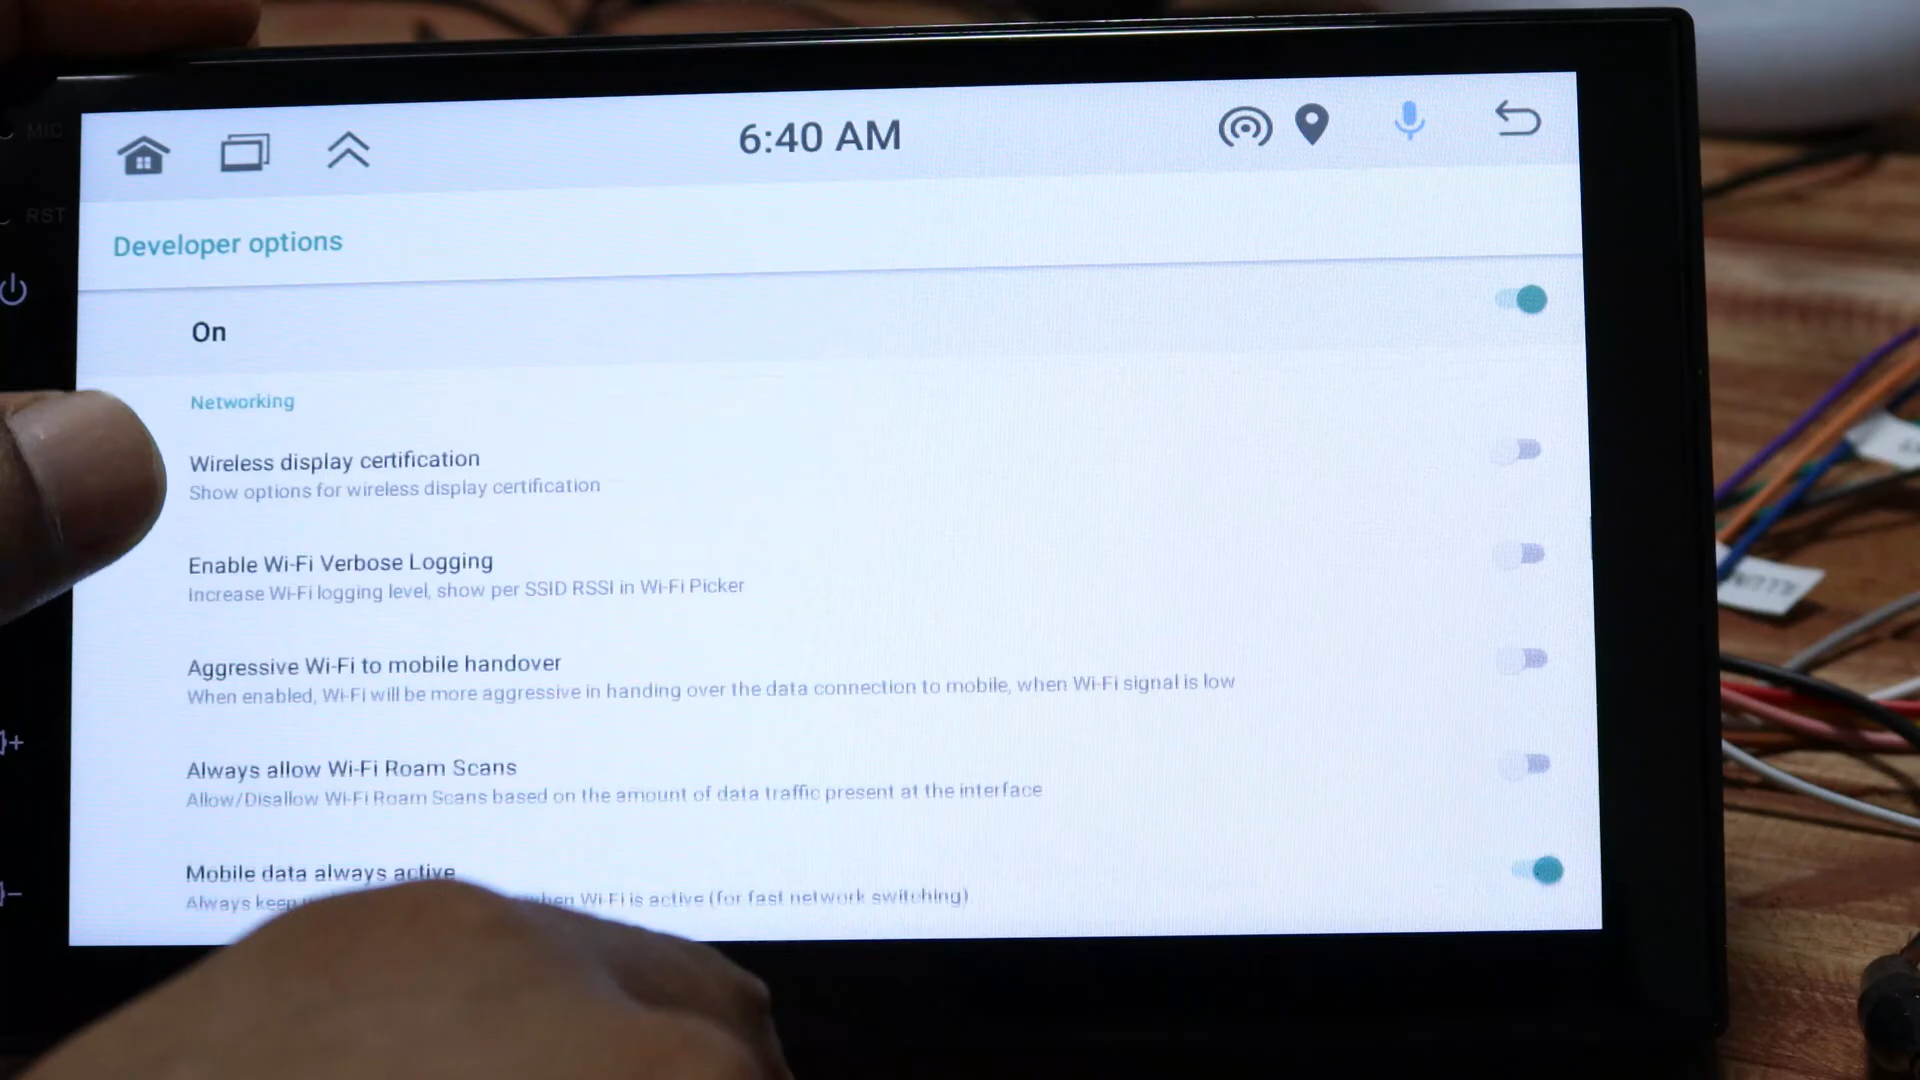 MIC
6:40 AM
RST
Developer options
On
Networking
Wireless display certification
Show options for wireless display certification
Enable Wi-Fi Verbose Logging
Increase Wi-Fi logging level, show per SSID RSSI in Wi-Fi Picker
Aggressive Wi-Fi to mobile handover
When enabled, Wi-Fi will be more aggressive in handing over the data connection to mobile, when Wi-Fi signal is low
Always allow Wi-Fi Roam Scans
Allow/Disallow Wi-Fi Roam Scans based on the amount of data traffic present at the interface
Mobile data always active
Always keep when Wi-Fi is active (for fast network switching)